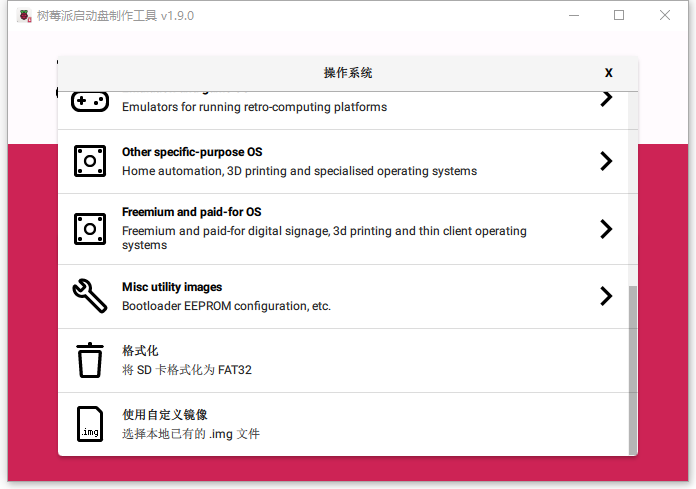 树莓派启动盘制作工具 v1.9.0
操作系统
X
Emulators for running retro-computing platforms
Other specific-purpose OS
Home automation, 3D printing and specialised operating systems
Freemium and paid-for OS
Freemium and paid-for digital signage, 3d printing and thin client operating
systems
Misc utility images
Bootloader EEPROM configuration, etc.
格式化
将 SD 卡格式化为 FAT32
使用自定义镜像
.img
选择本地已有的 .img 文件